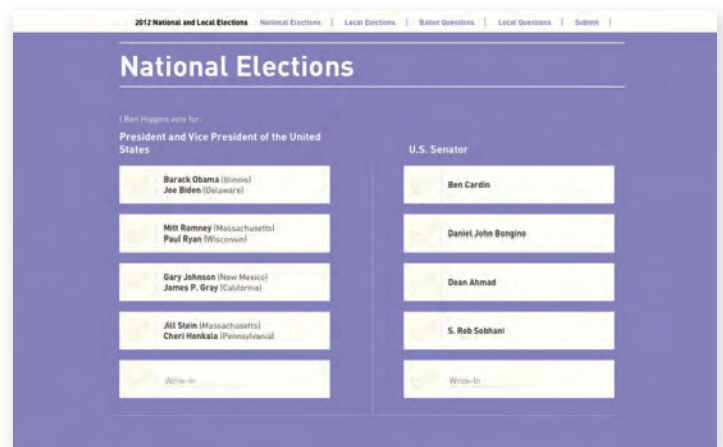 2012 National and Local Elections National Elections | Local Elections | Ballot Questions | Local Questions | Submit |
National Elections
I Ben Higgins vote for:
President and Vice President of the United
States
Barack Obama (Illinois)
Joe Biden (Delaware)
Mitt Romney (Massachusetts)
Paul Ryan (Wisconsin)
Gary Johnson (New Mexico)
James P. Gray (California)
Jill Stein (Massachusetts)
Cheri Honkala (Pennsylvania)
Write-In
U.S. Senator
Ben Cardin
Daniel John Bongino
Dean Ahmad
S. Rob Sobhani
Write-In